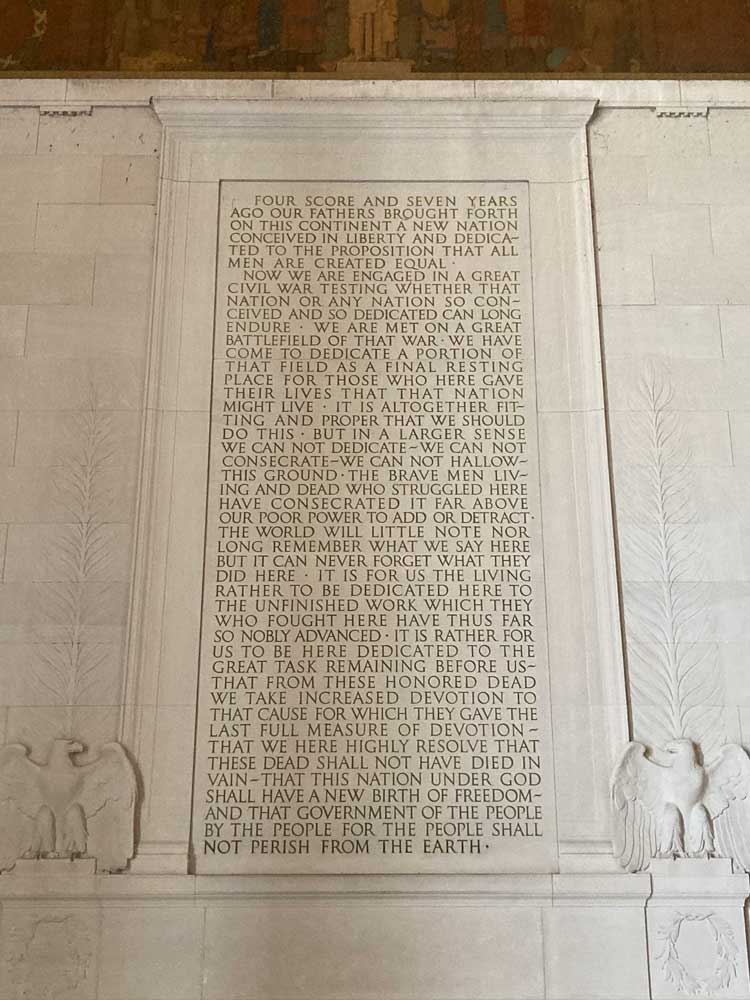 FOUR SCORE AND SEVEN YEARS
AGO OUR FATHERS BROUGHT FORTH
ON THIS CONTINENT A NEW NATION
CONCEIVED IN LIBERTY AND DEDICA~
TED TO THE PROPOSITION THAT ALL
MEN ARE CREATED EQUAL ·
NOW WE ARE ENGAGED IN A GREAT
CIVIL WAR TESTING WHETHER THAT
NATION OR ANY NATION SO CON~
CEIVED AND SO DEDICATED CAN LONG
ENDURE · WE ARE MET ON A GREAT
BATTLEFIELD OF THAT WAR · WE HAVE
COME TO DEDICATE A PORTION OF
THAT FIELD AS A FINAL RESTING
PLACE FOR THOSE WHO HERE GAVE
THEIR LIVES THAT THAT NATION
MIGHT LIVE · IT IS ALTOGETHER FIT~
TING AND PROPER THAT WE SHOULD
DO THIS · BUT IN A LARGER SENSE
WE CAN NOT DEDICATE~WE CAN NOT
CONSECRATE~WE CAN NOT HALLOW~
THIS GROUND · THE BRAVE MEN LIV~
ING AND DEAD WHO STRUGGLED HERE
HAVE CONSECRATED IT FAR ABOVE
OUR POOR POWER TO ADD OR DETRACT ·
THE WORLD WILL LITTLE NOTE NOR
LONG REMEMBER WHAT WE SAY HERE
BUT IT CAN NEVER FORGET WHAT THEY
DID HERE · IT IS FOR US THE LIVING
RATHER TO BE DEDICATED HERE TO
THE UNFINISHED WORK WHICH THEY
WHO FOUGHT HERE HAVE THUS FAR
SO NOBLY ADVANCED · IT IS RATHER FOR
US TO BE HERE DEDICATED TO THE
GREAT TASK REMAINING BEFORE US~
THAT FROM THESE HONORED DEAD
WE TAKE INCREASED DEVOTION TO
THAT CAUSE FOR WHICH THEY GAVE THE
LAST FULL MEASURE OF DEVOTION ~
THAT WE HERE HIGHLY RESOLVE THAT
THESE DEAD SHALL NOT HAVE DIED IN
VAIN~THAT THIS NATION UNDER GOD
SHALL HAVE A NEW BIRTH OF FREEDOM~
AND THAT GOVERNMENT OF THE PEOPLE
BY THE PEOPLE FOR THE PEOPLE SHALL
NOT PERISH FROM THE EARTH ·